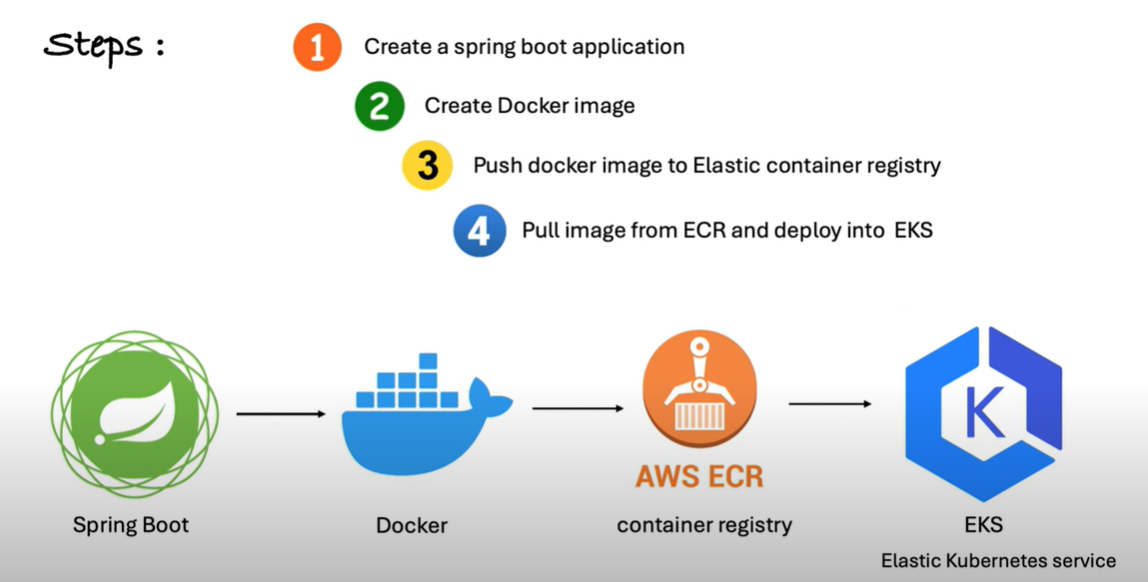 Steps :
1 Create a spring boot application
2 Create Docker image
3 Push docker image to Elastic container registry
4 Pull image from ECR and deploy into EKS
K
AWS ECR
Spring Boot
Docker
container registry
EKS
Elastic Kubernetes service